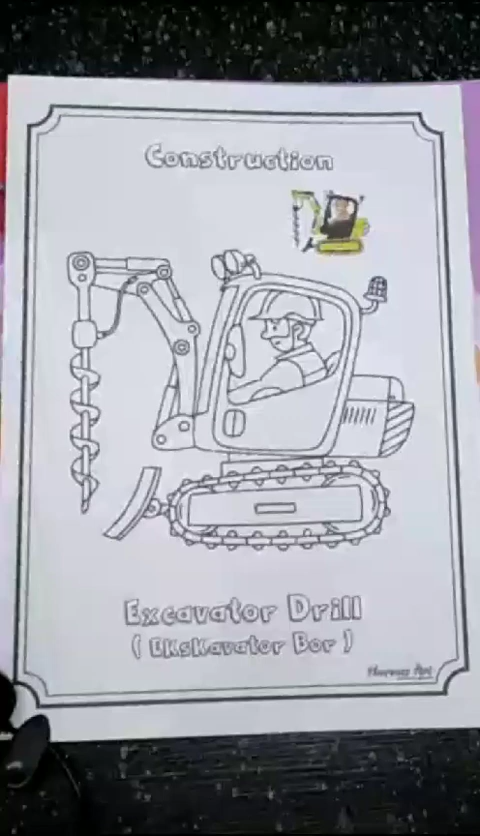 Construction
Excavator Drill
( Ekskavator Bor )